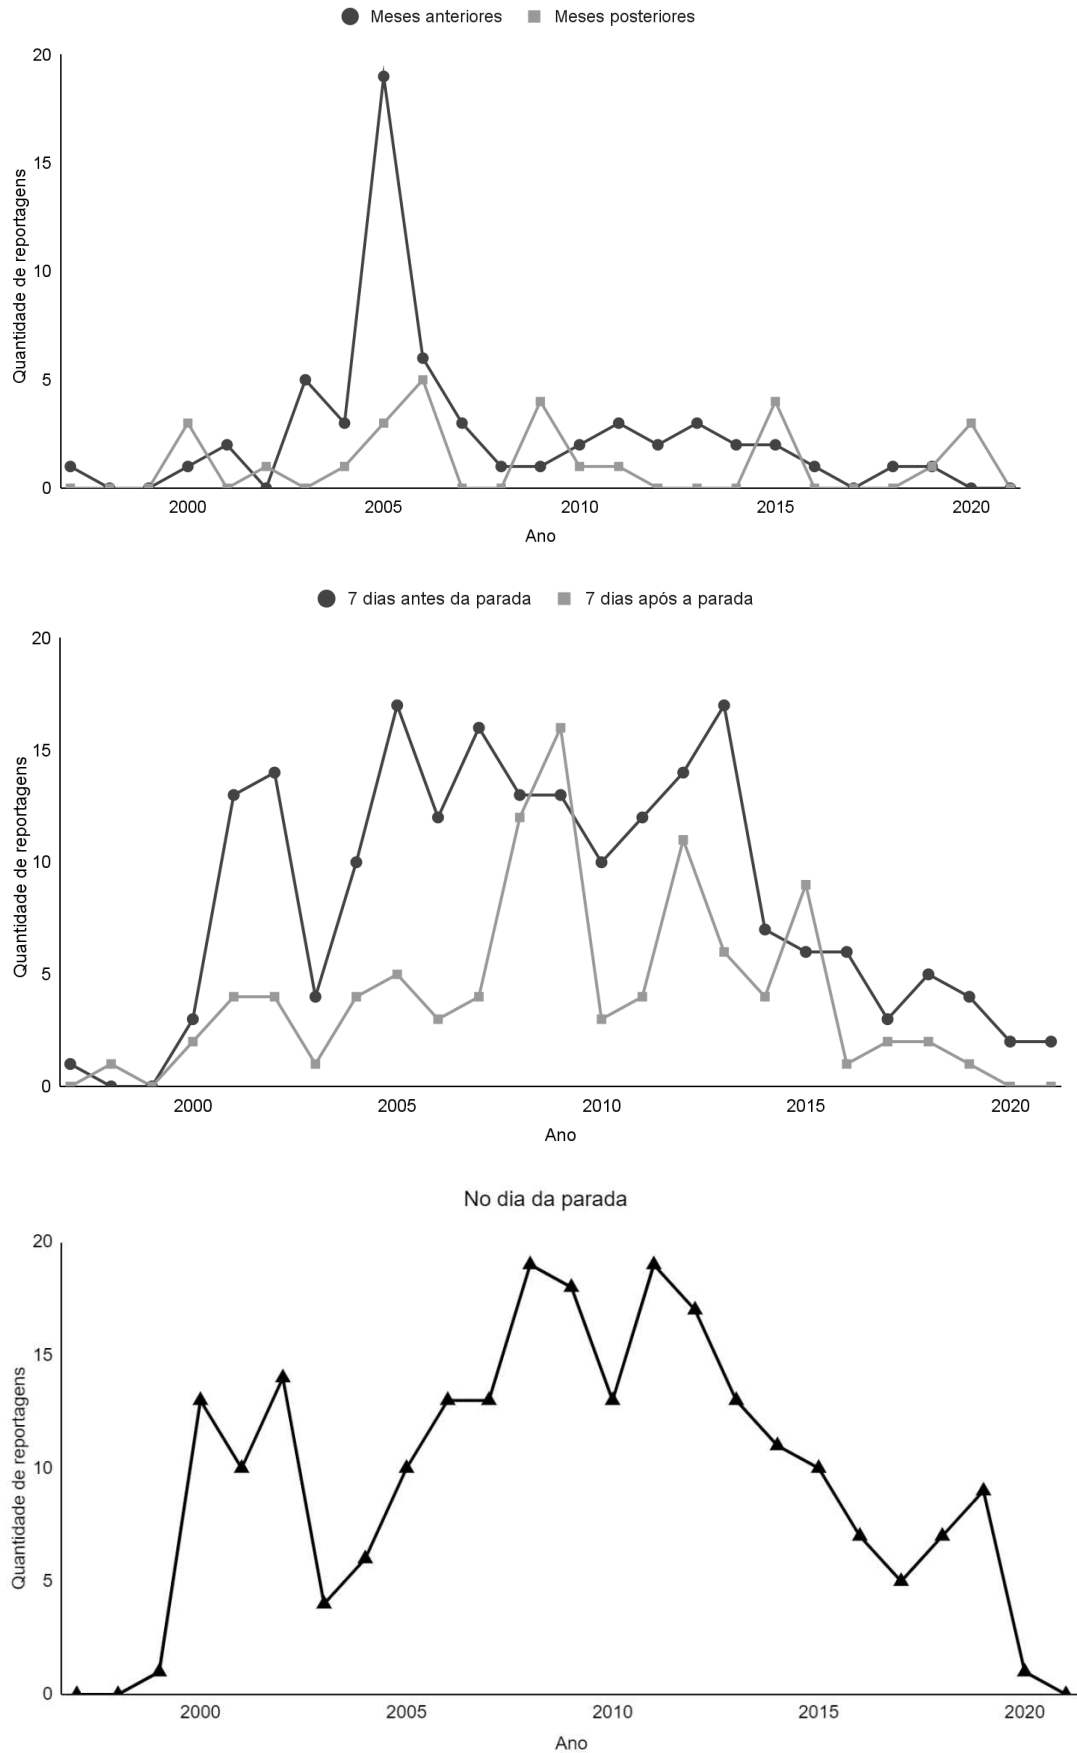 Meses anteriores Meses posteriores
20
15
10
5
0
Quantidade de reportagens
2000 2005 2010 2015 2020
Ano
7 dias antes da parada 7 dias após a parada
20
15
10
5
0
Quantidade de reportagens
2000 2005 2010 2015 2020
Ano
No dia da parada
20
15
10
5
0
Quantidade de reportagens
2000 2005 2010 2015 2020
Ano